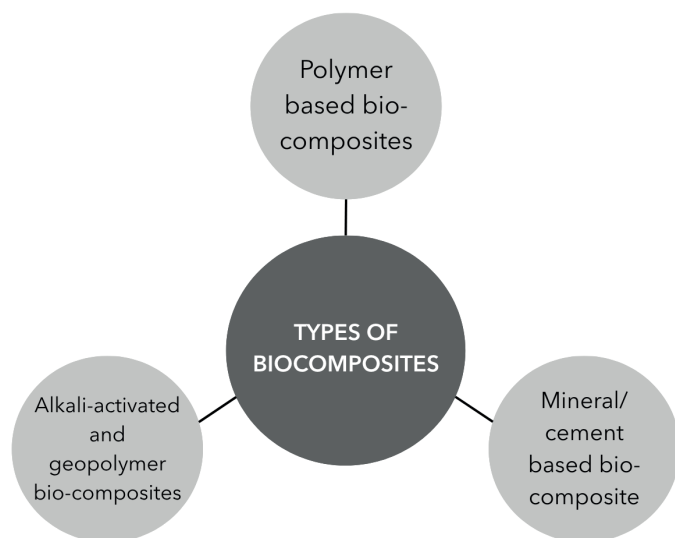 Polymer
based bio-
composites
TYPES OF
BIOCOMPOSITES
Alkali-activated
and
geopolymer
bio-composites
Mineral/
cement
based bio-
composite